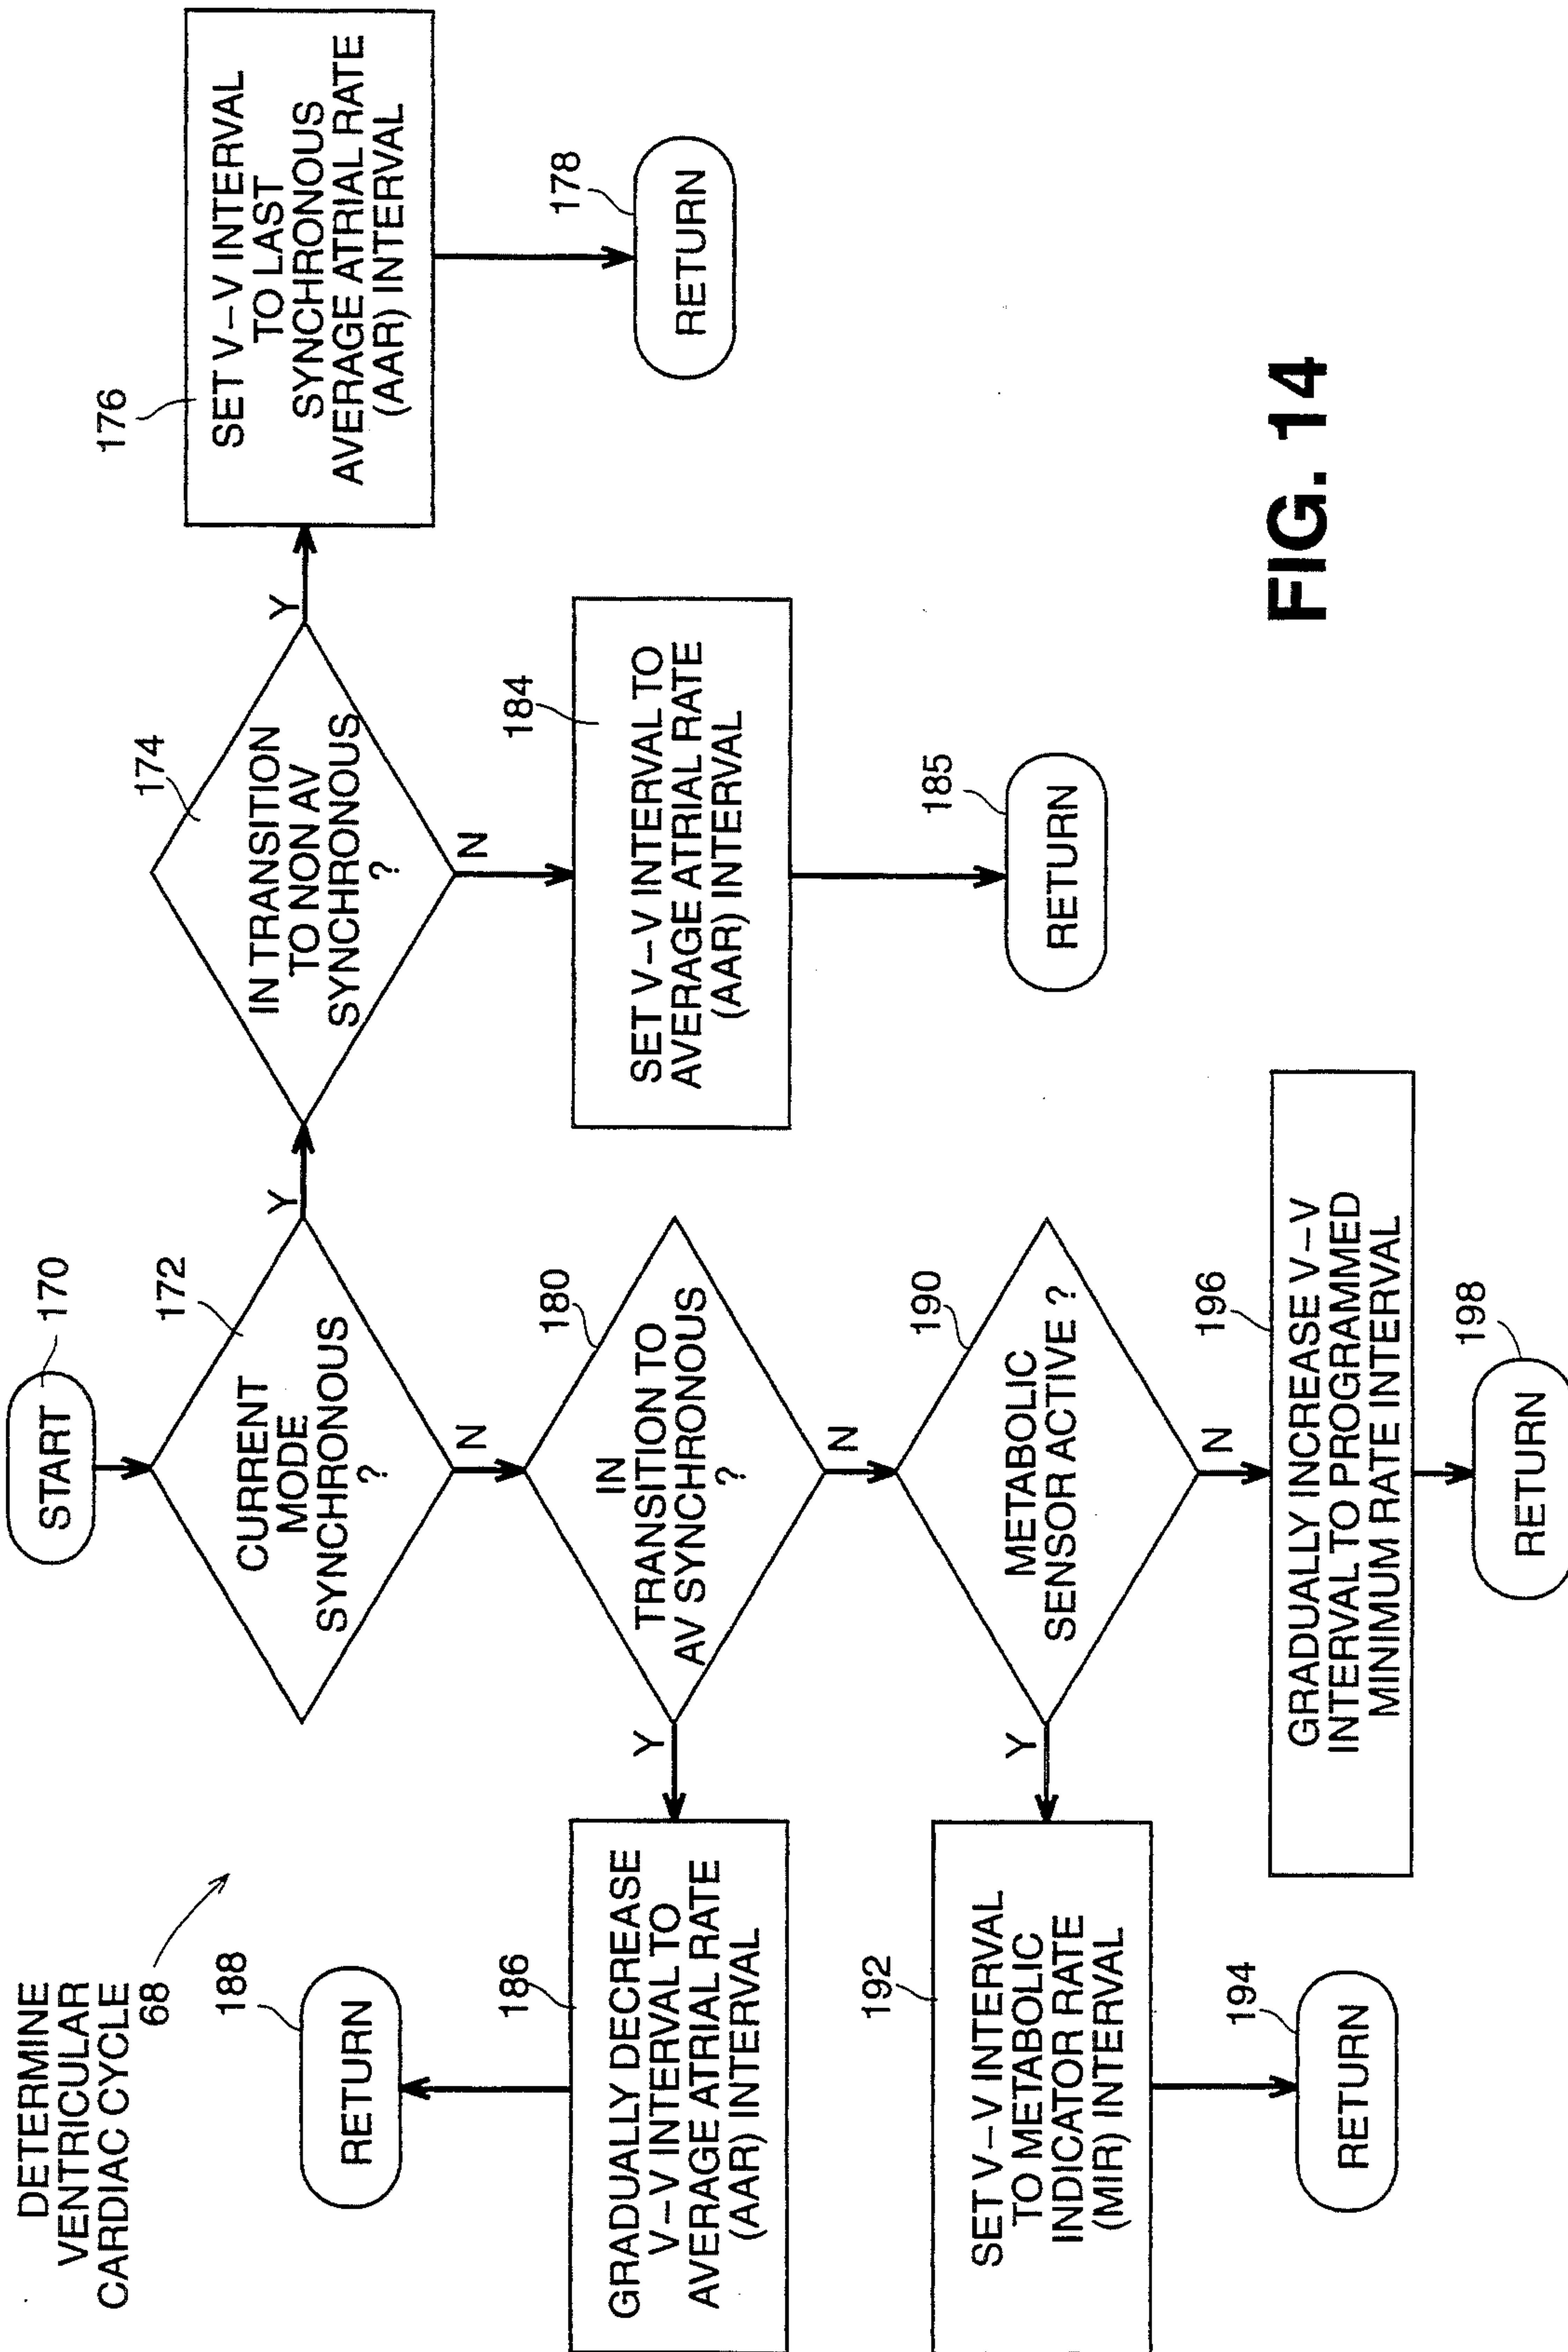 DETERMINE
VENTRICULAR
CARDIAC CYCLE
68
START
170
CURRENT
MODE
SYNCHRONOUS
?
172
Y
N
IN TRANSITION
TO NON AV
SYNCHRONOUS
?
174
Y
N
SET V-V INTERVAL
TO LAST
SYNCHRONOUS
AVERAGE ATRIAL RATE
(AAR) INTERVAL
176
RETURN
178
SET V-V INTERVAL TO
AVERAGE ATRIAL RATE
(AAR) INTERVAL
184
RETURN
185
IN
TRANSITION TO
AV SYNCHRONOUS
?
180
Y
N
GRADUALLY DECREASE
V-V INTERVAL TO
AVERAGE ATRIAL RATE
(AAR) INTERVAL
186
RETURN
188
METABOLIC
SENSOR ACTIVE ?
190
Y
N
SET V-V INTERVAL
TO METABOLIC
INDICATOR RATE
(MIR) INTERVAL
192
RETURN
194
GRADUALLY INCREASE V-V
INTERVAL TO PROGRAMMED
MINIMUM RATE INTERVAL
196
RETURN
198
FIG. 14